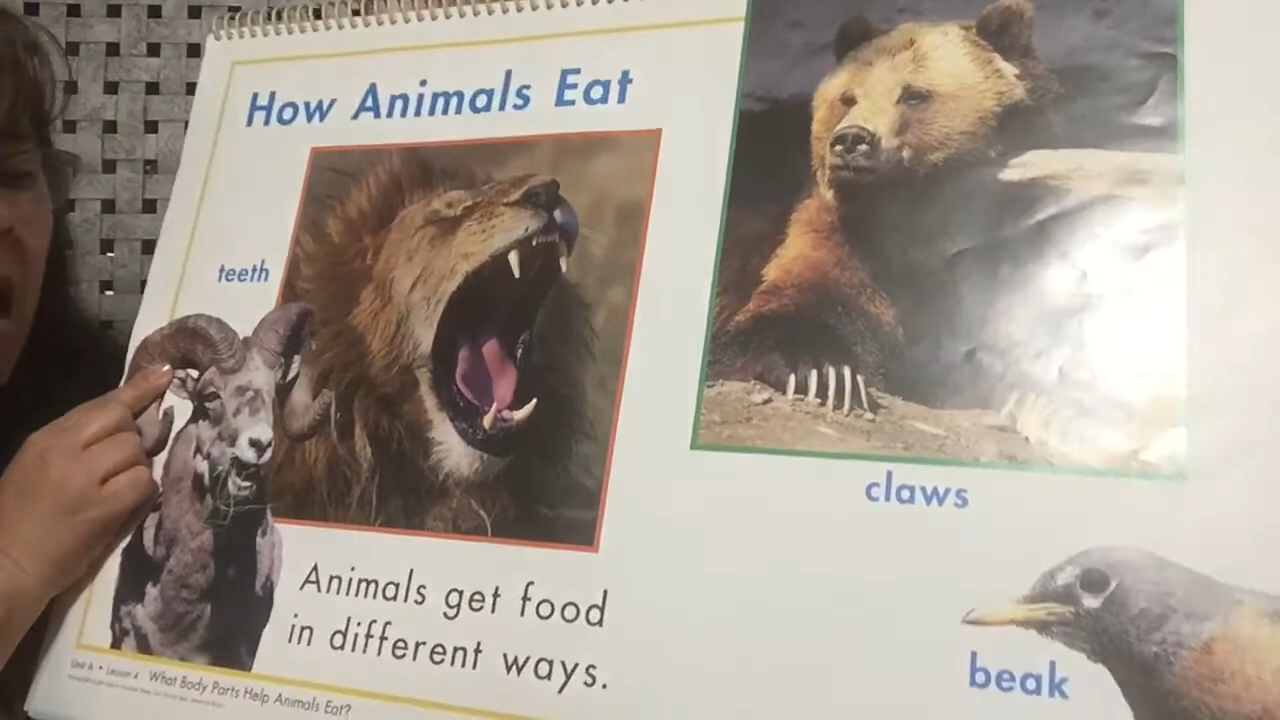 How Animals Eat
teeth
Animals get food
in different ways.
Unit A • Lesson 4 What Body Parts Help Animals Eat?
claws
beak